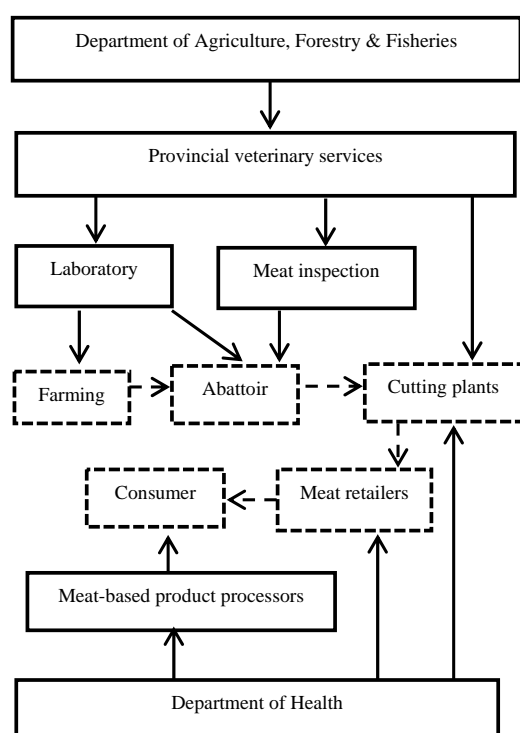 Department of Agriculture, Forestry & Fisheries
Provincial veterinary services
Laboratory
Meat inspection
Farming
Abattoir
Cutting plants
Consumer
Meat retailers
Meat-based product processors
Department of Health